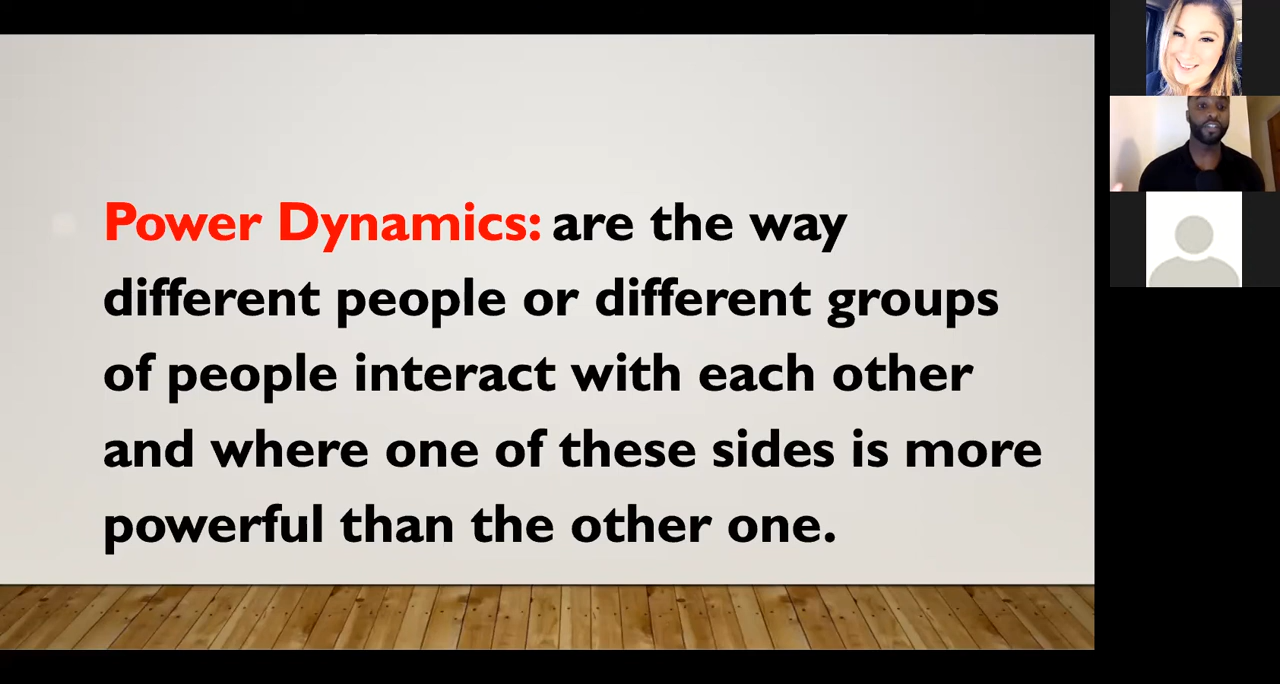 Power Dynamics: are the way
different people or different groups
of people interact with each other
and where one of these sides is more
powerful than the other one.